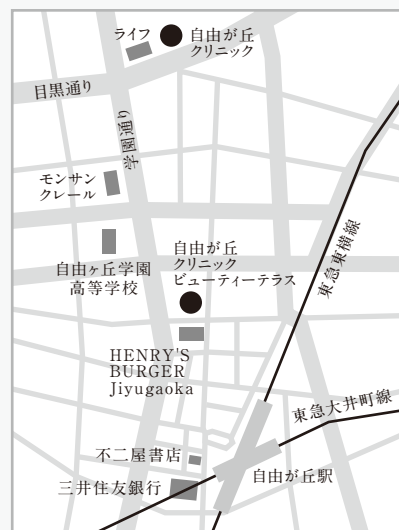 ライフ
自由が丘
クリニック
目黒通り
学園通り
モンサン
クレール
自由が丘
クリニック
ビューティーテラス
自由ヶ丘学園
高等学校
東急東横線
HENRY'S
BURGER
Jiyugaoka
東急大井町線
不二屋書店
自由が丘駅
三井住友銀行